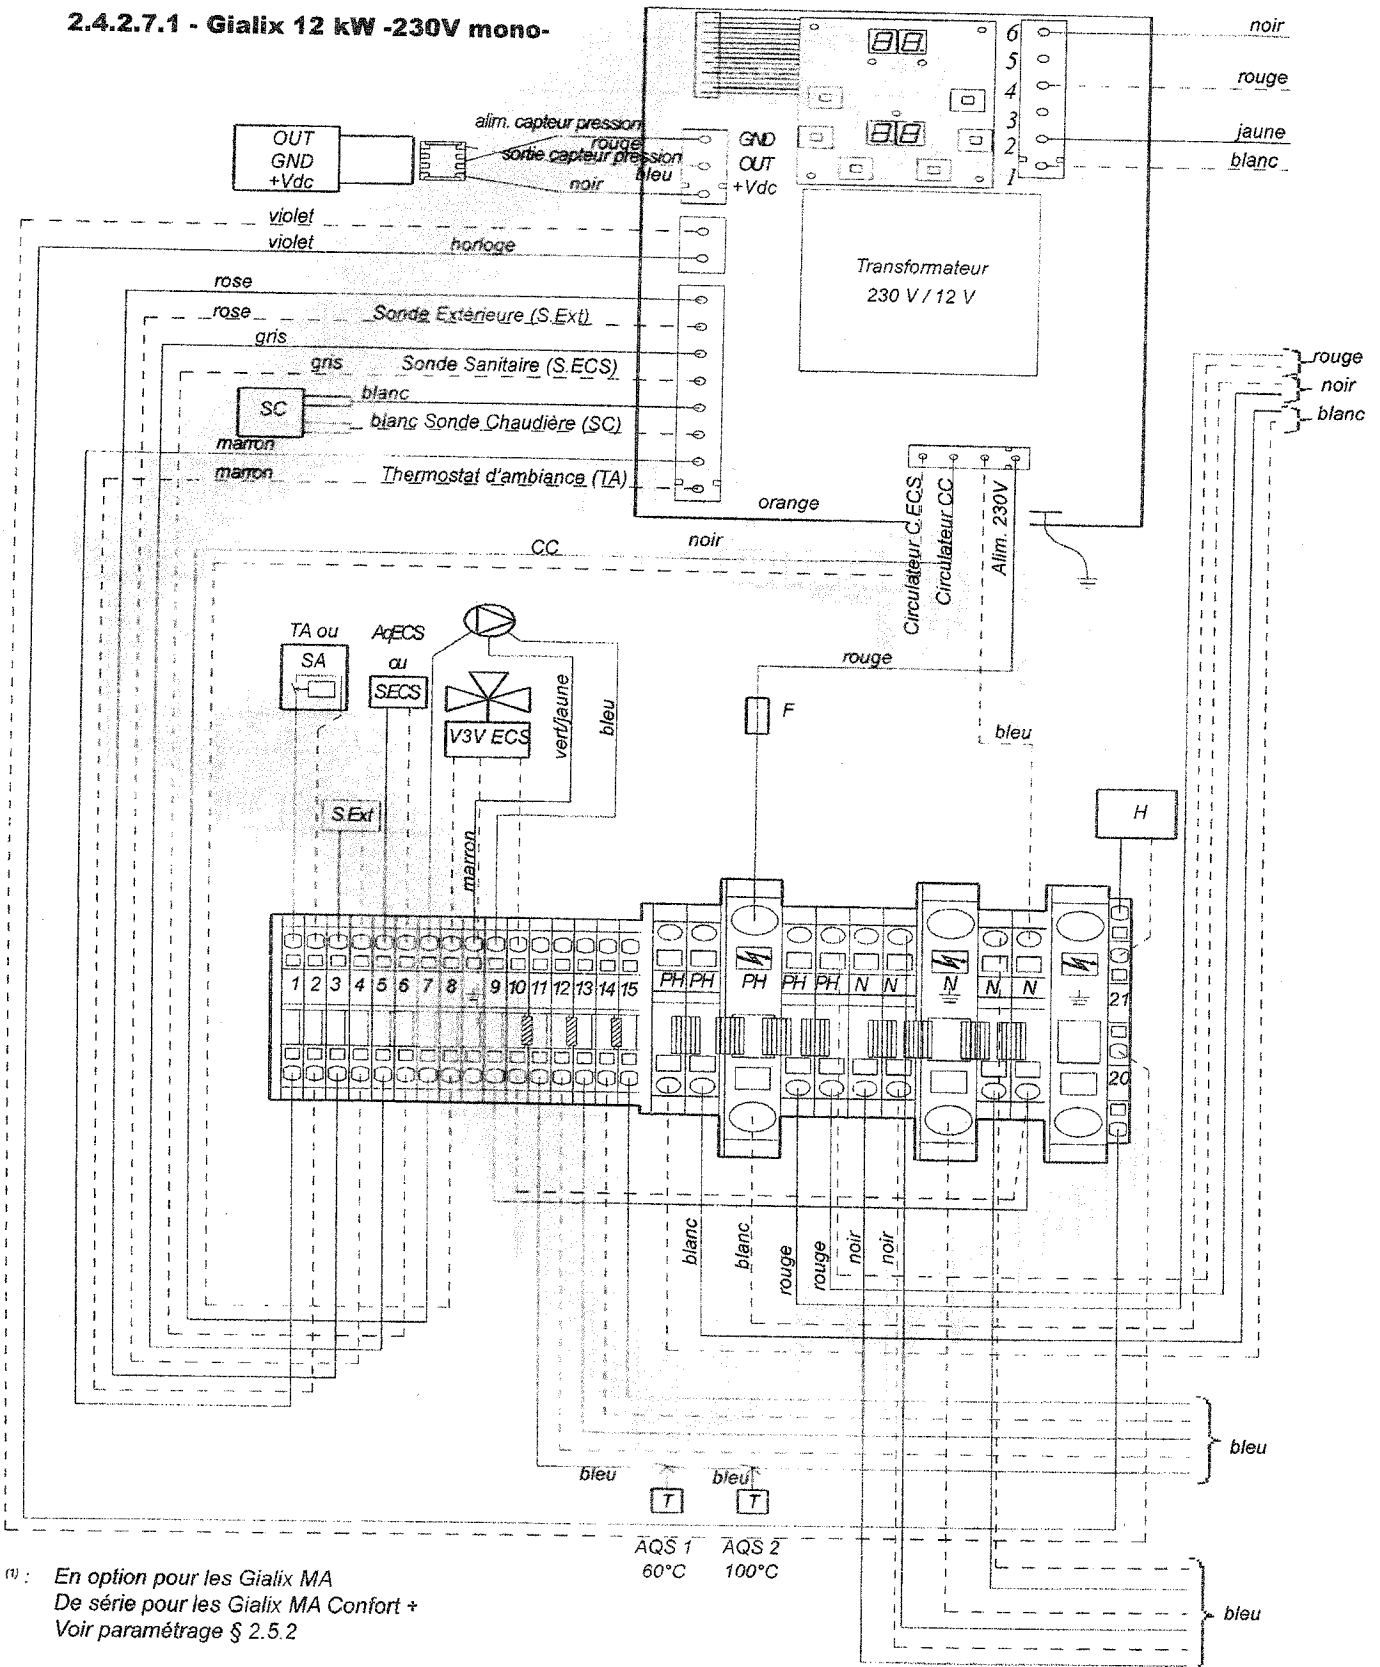 2.4.2.7.1 - Gialix 12 kW -230V mono-
6
5
4
3
2
1
noir
rouge
jaune
blanc
OUT
GND
+Vdc
alim. capteur pression
rouge
sortie capteur pression
bleu
noir
GND
OUT
+Vdc
violet
violet
horloge
Transformateur
230 V / 12 V
rose
rose
Sonde Extérieure (S.Ext)
gris
gris
Sonde Sanitaire (S.ECS)
SC
blanc
blanc Sonde Chaudière (SC)
marron
marron
Thermostat d'ambiance (TA)
rouge
noir
blanc
orange
noir
CC
Circulateur C.ECS
Circulateur CC
Alim. 230V
TA ou
SA
AqECS
ou
SECS
V3V ECS
vert/jaune
bleu
rouge
F
bleu
S.Ext
marron
H
1 2 3 4 5 6 7 8 9 10 11 12 13 14 15
PH PH PH PH PH N N N N N
21
20
blanc
blanc
rouge
rouge
noir
noir
bleu
bleu
bleu
T
T
AQS 1
60°C
AQS 2
100°C
bleu
(1) : En option pour les Gialix MA
De série pour les Gialix MA Confort +
Voir paramétrage § 2.5.2